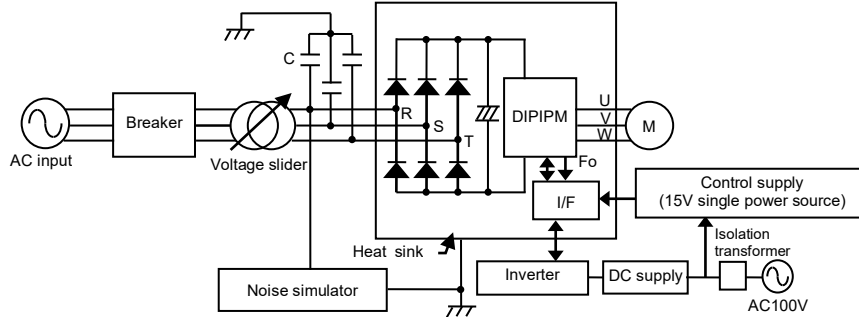 C
AC input
Breaker
Voltage slider
R
S
T
DIPIPM
U
V
W
M
Fo
I/F
Control supply
(15V single power source)
Heat sink
Isolation
transformer
Noise simulator
Inverter
DC supply
AC100V